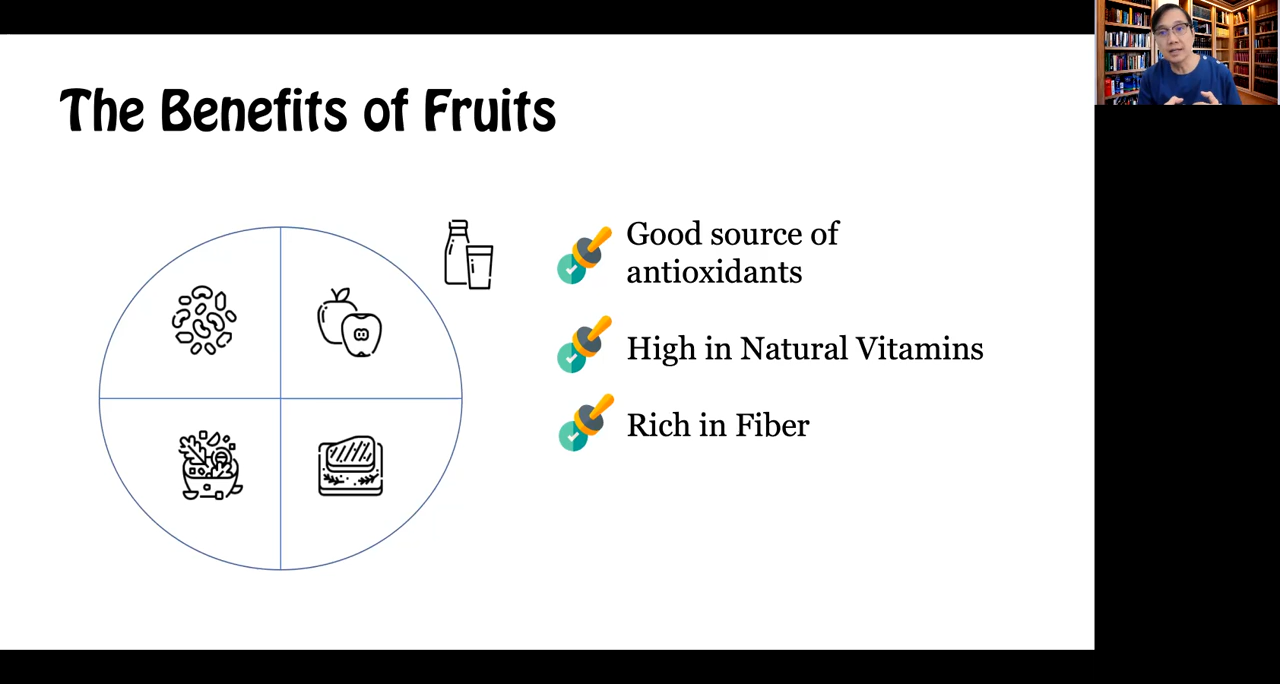 The Benefits of Fruits
Good source of
antioxidants
High in Natural Vitamins
Rich in Fiber